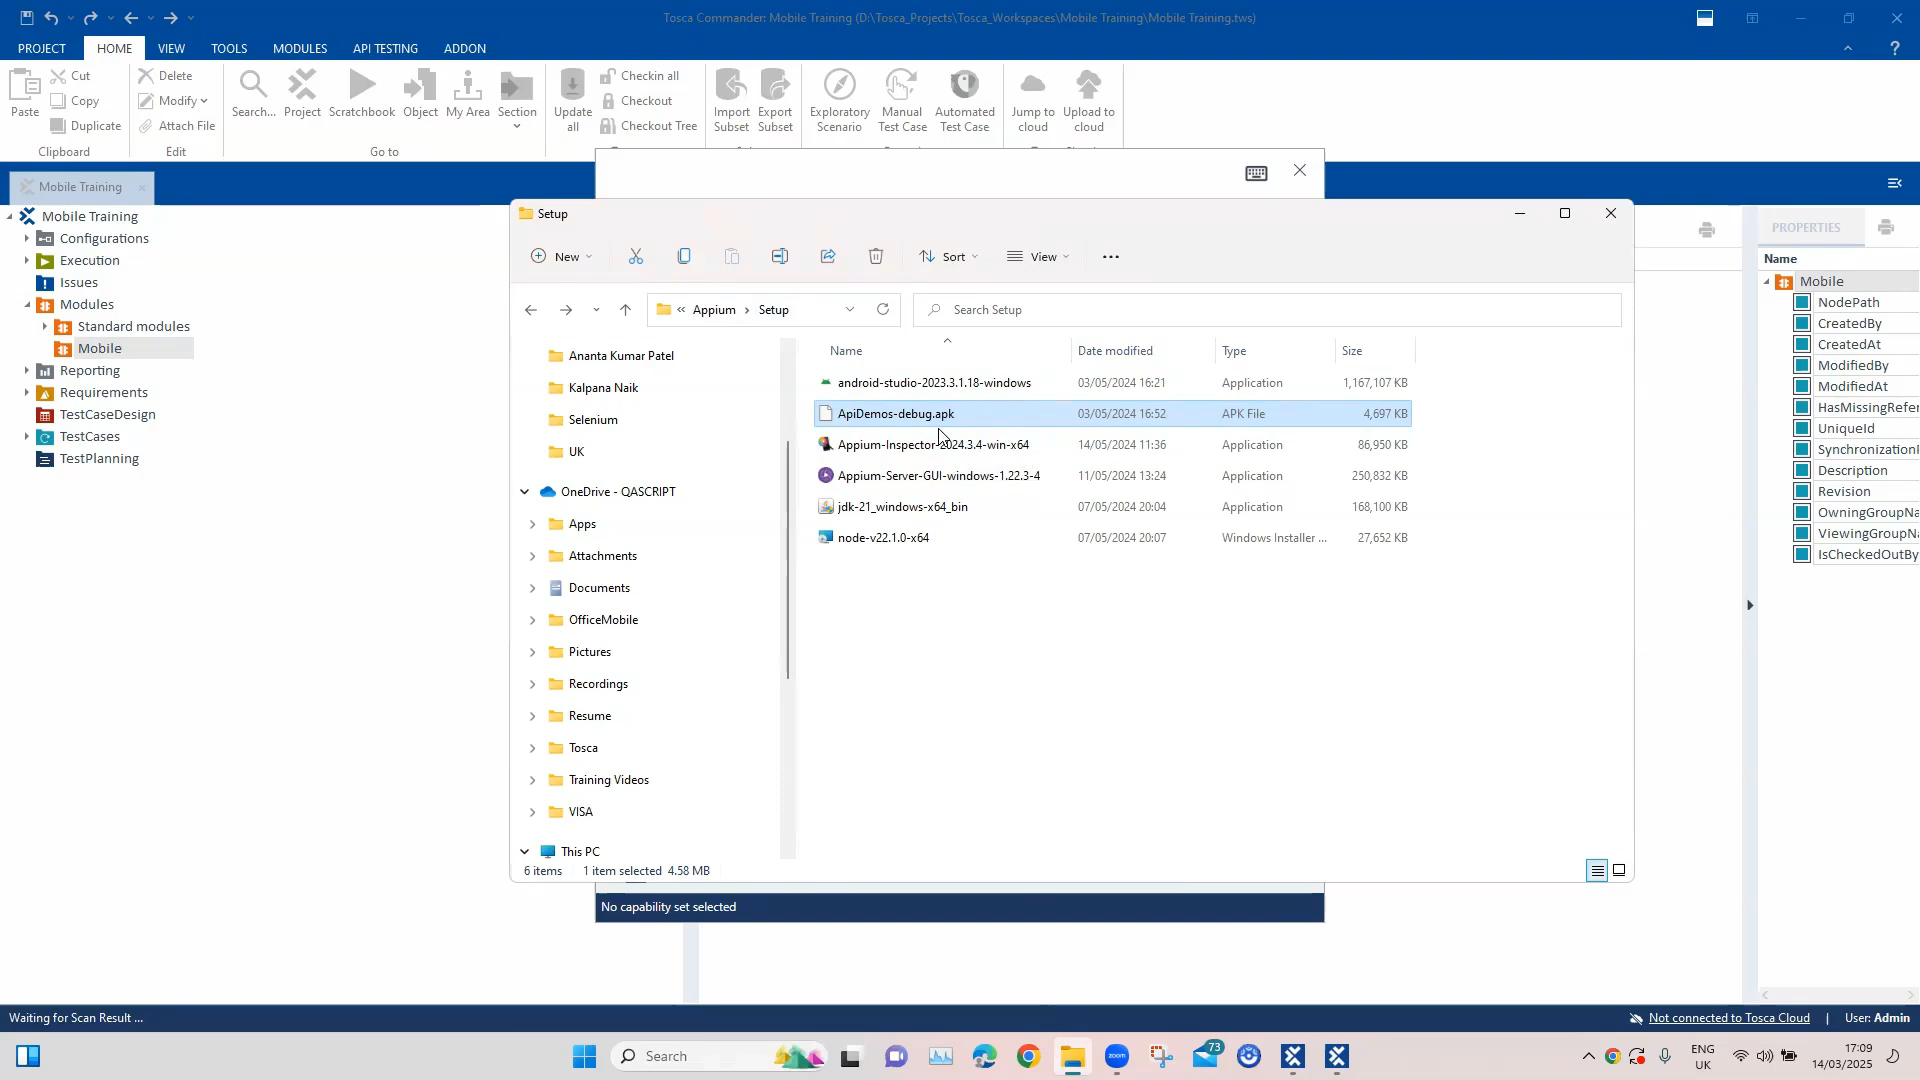 Tosca Commander: Mobile Training (D:\Tosca_Projects\Tosca_Workspaces\Mobile Training\Mobile Training.tws)
PROJECT HOME VIEW TOOLS MODULES API TESTING ADDON
Paste
Cut
Copy
Duplicate
Clipboard
Delete
Modify
Attach File
Edit
Search... Project Scratchbook Object My Area Section
Go to
Update all
Checkin all
Checkout
Checkout Tree
Import Subset
Export Subset
Exploratory Scenario
Manual Test Case
Automated Test Case
Jump to cloud
Upload to cloud
Mobile Training
Mobile Training
Configurations
Execution
Issues
Modules
Standard modules
Mobile
Reporting
Requirements
TestCaseDesign
TestCases
TestPlanning
Setup
New
Sort
View
« Appium > Setup
Search Setup
Ananta Kumar Patel
Kalpana Naik
Selenium
UK
OneDrive - QASCRIPT
Apps
Attachments
Documents
OfficeMobile
Pictures
Recordings
Resume
Tosca
Training Videos
VISA
This PC
Name Date modified Type Size
android-studio-2023.3.1.18-windows 03/05/2024 16:21 Application 1,167,107 KB
ApiDemos-debug.apk 03/05/2024 16:52 APK File 4,697 KB
Appium-Inspector-2024.3.4-win-x64 14/05/2024 11:36 Application 86,950 KB
Appium-Server-GUI-windows-1.22.3-4 11/05/2024 13:24 Application 250,832 KB
jdk-21_windows-x64_bin 07/05/2024 20:04 Application 168,100 KB
node-v22.1.0-x64 07/05/2024 20:07 Windows Installer ... 27,652 KB
6 items 1 item selected 4.58 MB
No capability set selected
PROPERTIES
Name
Mobile
NodePath
CreatedBy
CreatedAt
ModifiedBy
ModifiedAt
HasMissingRefer
UniqueId
Synchronization
Description
Revision
OwningGroupNa
ViewingGroupNa
IsCheckedOutBy
Waiting for Scan Result ...
Not connected to Tosca Cloud | User: Admin
Search
zoom
73
ENG
UK
17:09
14/03/2025